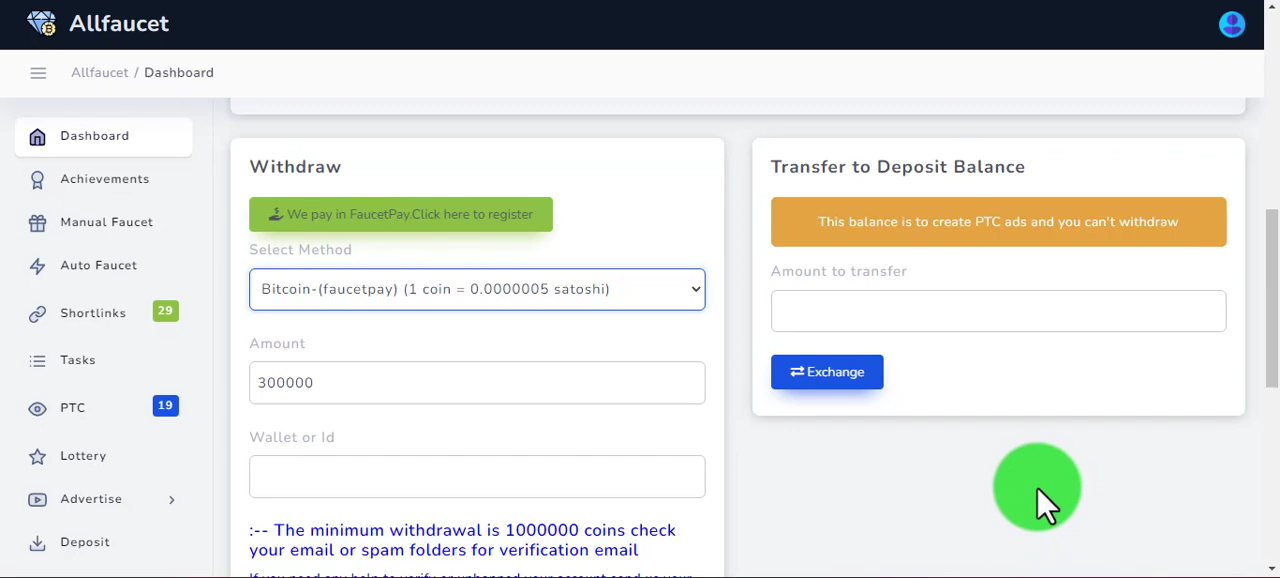 Allfaucet
Allfaucet / Dashboard
Dashboard
Achievements
Manual Faucet
Auto Faucet
Shortlinks 29
Tasks
PTC 19
Lottery
Advertise
Deposit
Withdraw
We pay in FaucetPay.Click here to register
Select Method
Bitcoin-(faucetpay) (1 coin = 0.0000005 satoshi)
Amount
300000
Wallet or Id
:-- The minimum withdrawal is 1000000 coins check
your email or spam folders for verification email
Transfer to Deposit Balance
This balance is to create PTC ads and you can't withdraw
Amount to transfer
Exchange